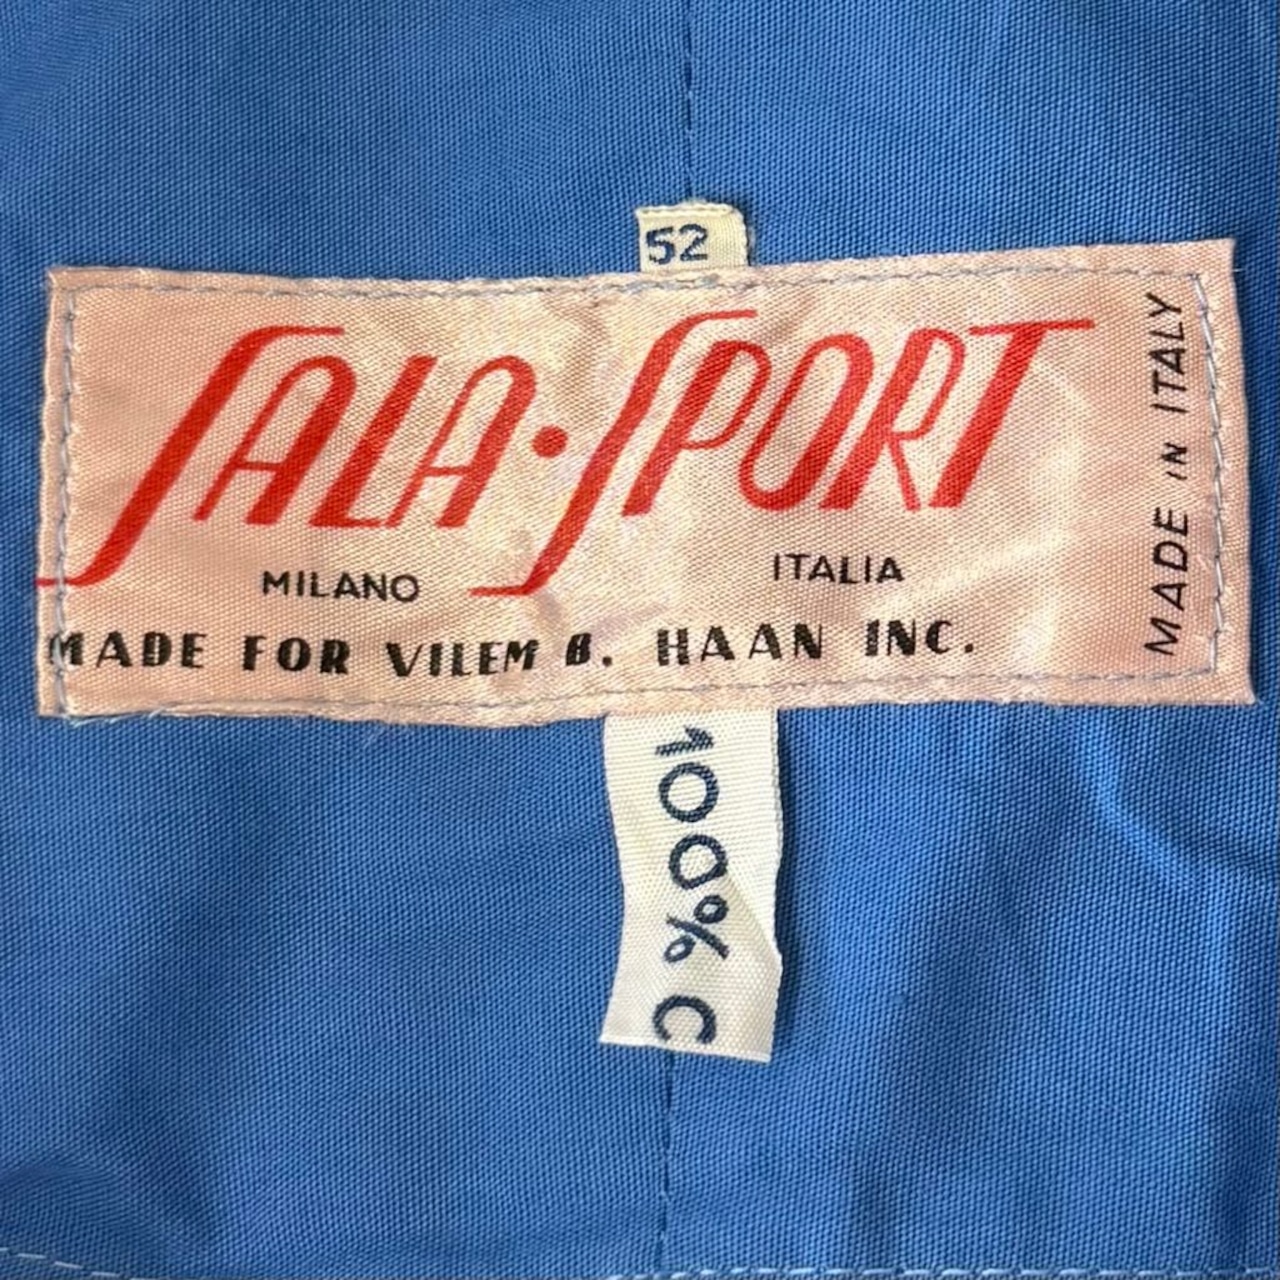 52
SALA·SPORT
MILANO
ITALIA
MADE FOR VILEM B. HAAN INC.
MADE IN ITALY
100% C